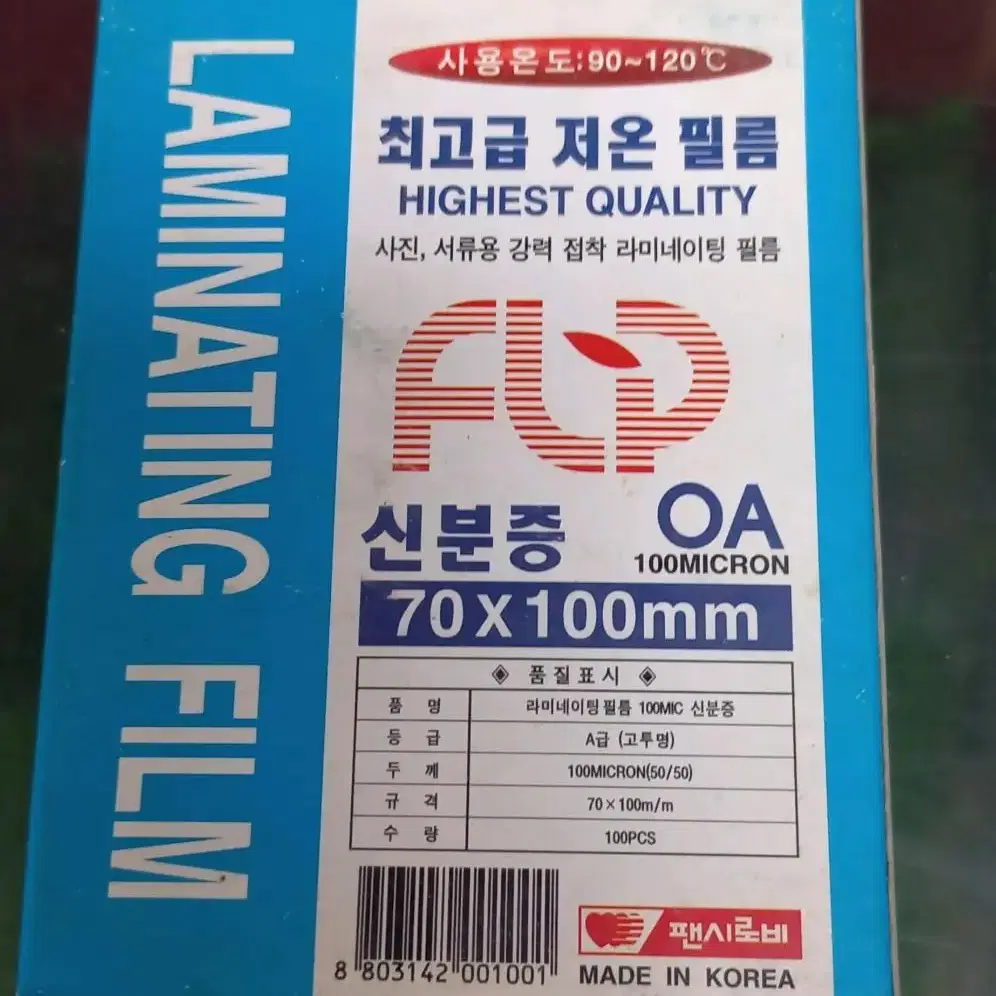 LAMINATING FILM
사용온도:90~120℃
최고급 저온 필름
HIGHEST QUALITY
사진, 서류용 강력 접착 라미네이팅 필름
FLP
신분증
OA
100MICRON
70X100mm
◈ 품질표시 ◈
품 명 라미네이팅필름 100MIC 신분증
등 급 A급 (고투명)
두 께 100MICRON(50/50)
규 격 70×100m/m
수 량 100PCS
8 803142 001001
팬시로비
MADE IN KOREA